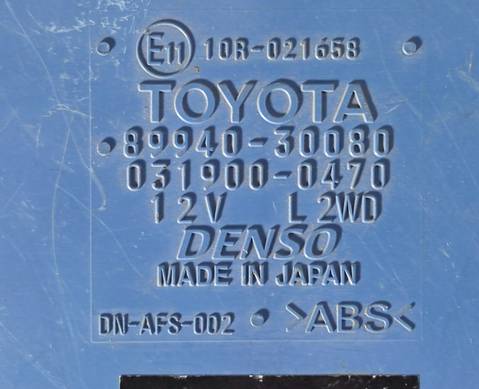 E11 10R-021658
TOYOTA
89940-30080
031900-0470
12V L 2WD
DENSO
MADE IN JAPAN
DN-AFS-002 >ABS<